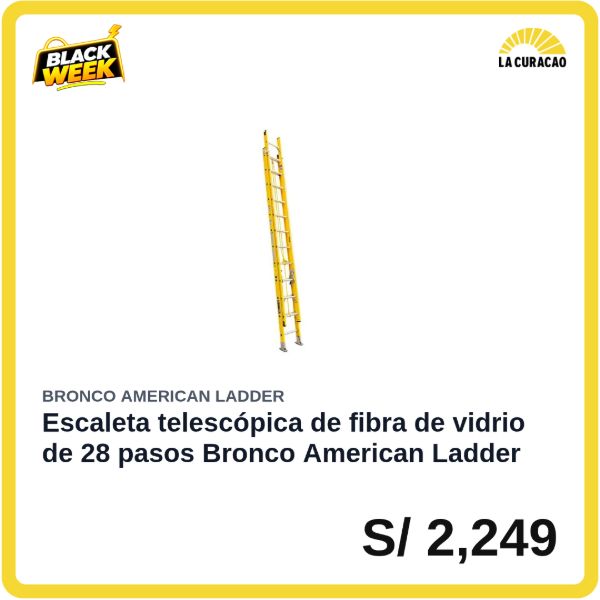 BLACK
WEEK
LA CURACAO
BRONCO AMERICAN LADDER
Escaleta telescópica de fibra de vidrio
de 28 pasos Bronco American Ladder
S/ 2,249